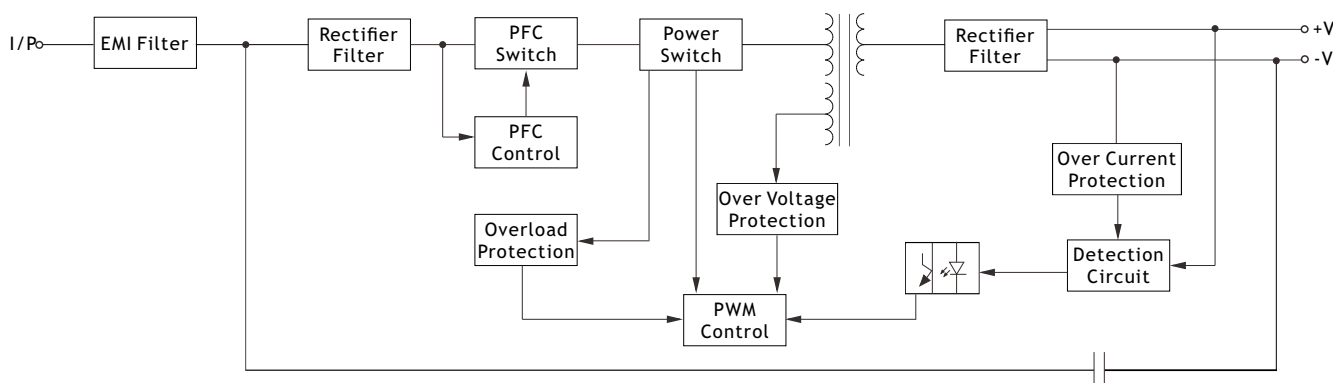 I/P
EMI Filter
Rectifier
Filter
PFC
Switch
Power
Switch
Rectifier
Filter
+V
-V
PFC
Control
Over Current
Protection
Over Voltage
Protection
Overload
Protection
Detection
Circuit
PWM
Control